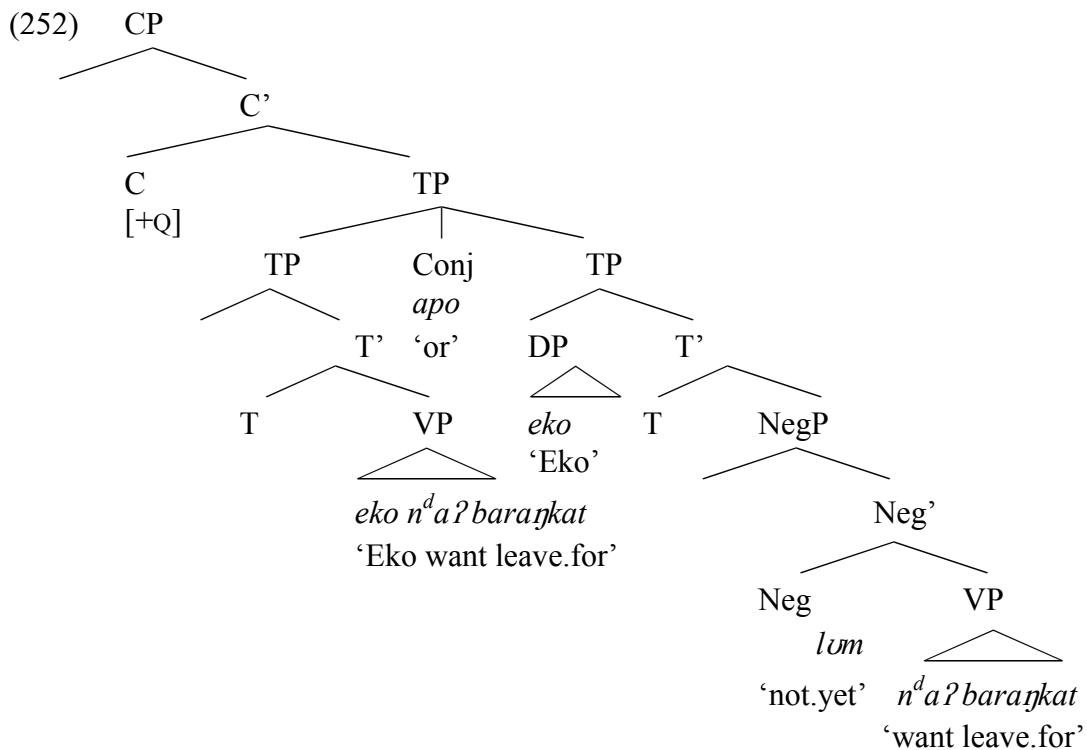 (252) CP
C’
C TP
[+Q]
TP Conj TP
apo
T’ ‘or’ DP T’
T VP eko T NegP
‘Eko’
eko nᵈaʔ baraŋkat Neg’
‘Eko want leave.for’
Neg VP
lʊm
‘not.yet’ nᵈaʔ baraŋkat
‘want leave.for’